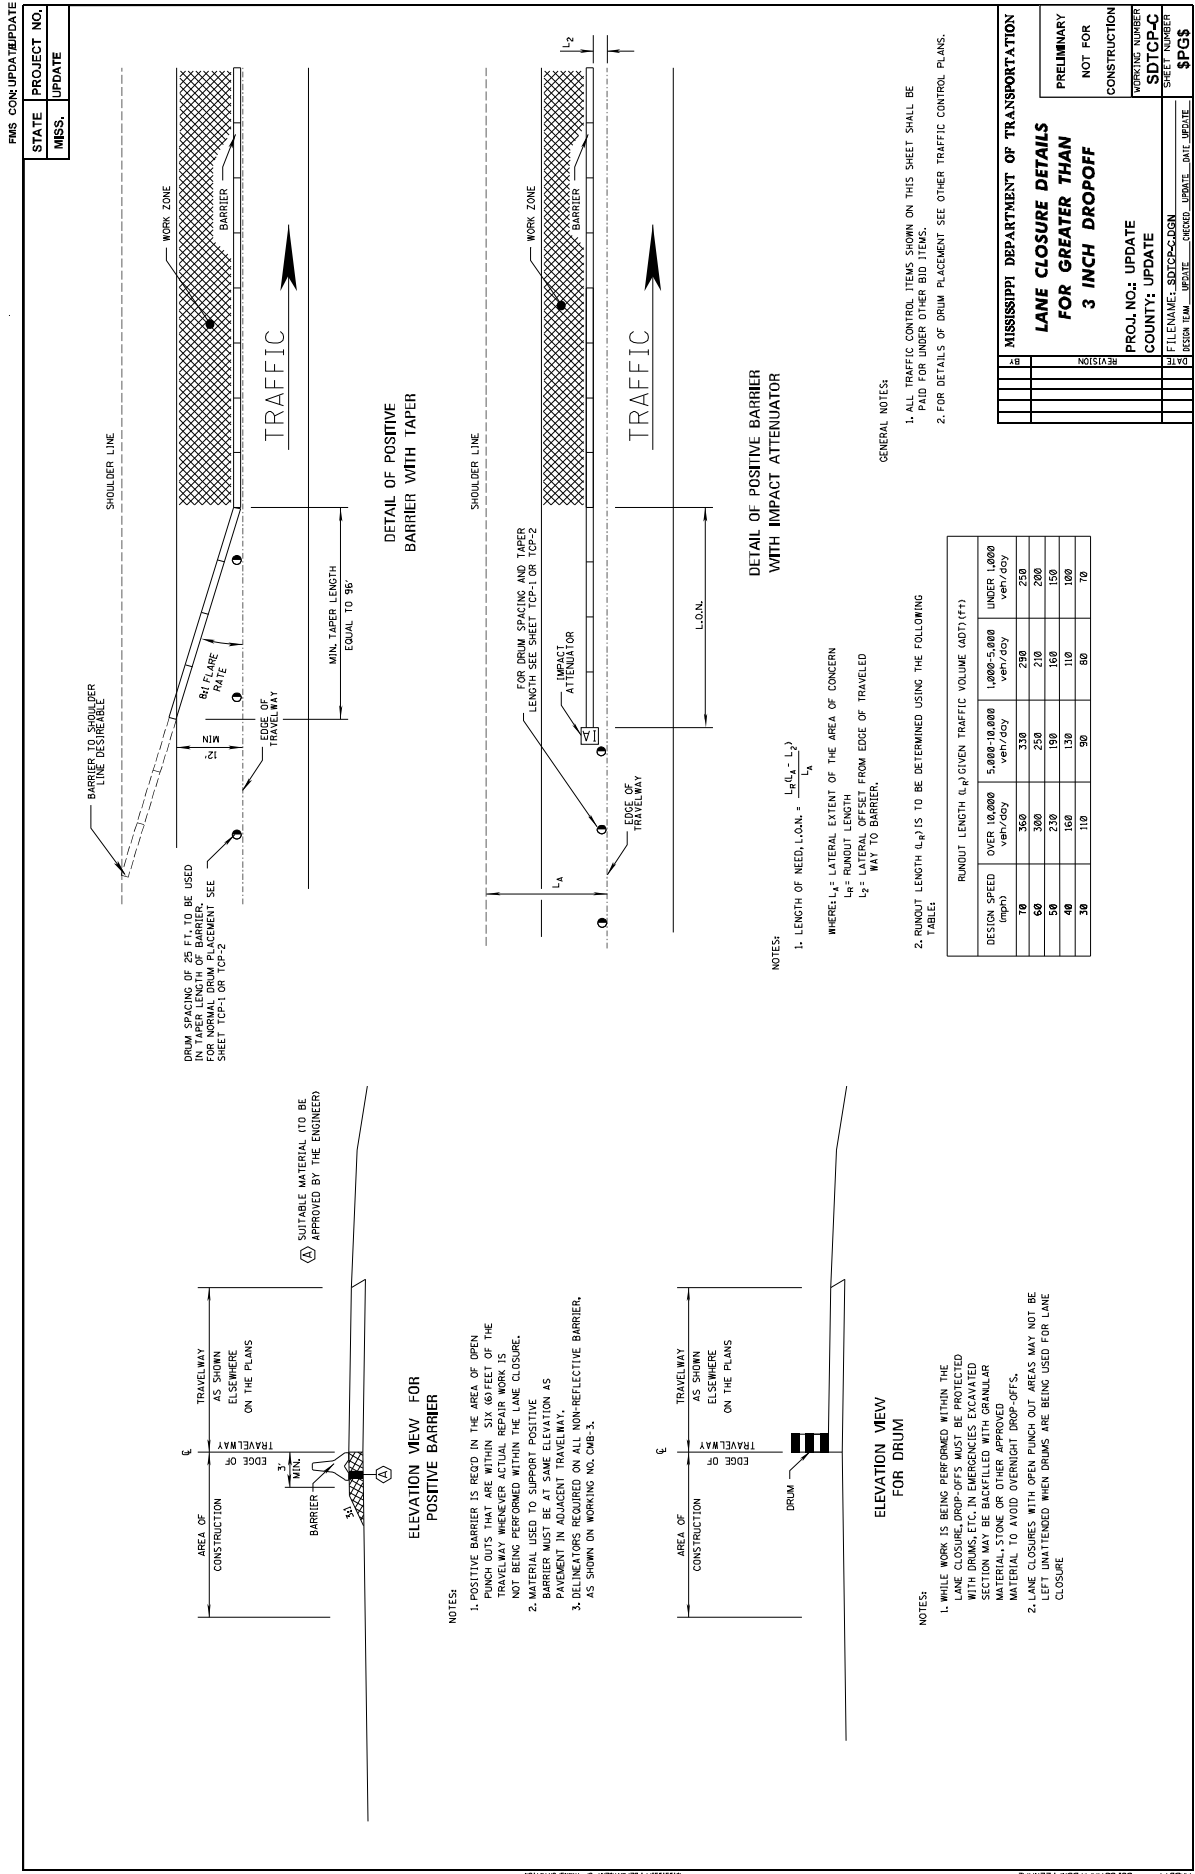 FMS CON: UPDATE/UPDATE
STATE PROJECT NO.
MISS. UPDATE
SUITABLE MATERIAL (TO BE
APPROVED BY THE ENGINEER)
A
AREA OF
CONSTRUCTION
TRAVELWAY
AS SHOWN
ELSEWHERE
ON THE PLANS
EDGE OF
TRAVELWAY
3'
MIN.
BARRIER
3:1
A
ELEVATION VIEW FOR
POSITIVE BARRIER
NOTES:
1. POSITIVE BARRIER IS REQ'D IN THE AREA OF OPEN
PUNCH OUTS THAT ARE WITHIN SIX (6) FEET OF THE
TRAVELWAY WHENEVER ACTUAL REPAIR WORK IS
NOT BEING PERFORMED WITHIN THE LANE CLOSURE.
2. MATERIAL USED TO SUPPORT POSITIVE
BARRIER MUST BE AT SAME ELEVATION AS
PAVEMENT IN ADJACENT TRAVELWAY.
3. DELINEATORS REQUIRED ON ALL NON-REFLECTIVE BARRIER.
AS SHOWN ON WORKING NO. CMB-3.
AREA OF
CONSTRUCTION
TRAVELWAY
AS SHOWN
ELSEWHERE
ON THE PLANS
EDGE OF
TRAVELWAY
DRUM
ELEVATION VIEW
FOR DRUM
NOTES:
1. WHILE WORK IS BEING PERFORMED WITHIN THE
LANE CLOSURE, DROP-OFFS MUST BE PROTECTED
WITH DRUMS, ETC. IN EMERGENCIES EXCAVATED
SECTION MAY BE BACKFILLED WITH GRANULAR
MATERIAL, STONE OR OTHER APPROVED
MATERIAL TO AVOID OVERNIGHT DROP-OFFS.
2. LANE CLOSURES WITH OPEN PUNCH OUT AREAS MAY NOT BE
LEFT UNATTENDED WHEN DRUMS ARE BEING USED FOR LANE
CLOSURE
BARRIER TO SHOULDER
LINE DESIREABLE
SHOULDER LINE
WORK ZONE
BARRIER
12'
MIN
8:1 FLARE
RATE
TRAFFIC
DRUM SPACING OF 25 FT. TO BE USED
IN TAPER LENGTH OF BARRIER.
FOR NORMAL DRUM PLACEMENT SEE
SHEET TCP-1 OR TCP-2
EDGE OF
TRAVELWAY
MIN. TAPER LENGTH
EQUAL TO 96'
DETAIL OF POSITIVE
BARRIER WITH TAPER
SHOULDER LINE
L2
WORK ZONE
BARRIER
FOR DRUM SPACING AND TAPER
LENGTH SEE SHEET TCP-1 OR TCP-2
IMPACT
ATTENUATOR
IA
LA
EDGE OF
TRAVELWAY
TRAFFIC
L.O.N.
DETAIL OF POSITIVE BARRIER
WITH IMPACT ATTENUATOR
NOTES:
1. LENGTH OF NEED, L.O.N. = LR(LA - L2)
LA
WHERE: LA = LATERAL EXTENT OF THE AREA OF CONCERN
LR = RUNOUT LENGTH
L2 = LATERAL OFFSET FROM EDGE OF TRAVELED
WAY TO BARRIER.
2. RUNOUT LENGTH (LR) IS TO BE DETERMINED USING THE FOLLOWING
TABLE:
RUNOUT LENGTH (LR) GIVEN TRAFFIC VOLUME (ADT) (ft)
DESIGN SPEED (mph) OVER 10,000 veh/day 5,000-10,000 veh/day 1,000-5,000 veh/day UNDER 1,000 veh/day
70 360 330 290 250
60 300 250 210 200
50 230 190 160 150
40 160 130 110 100
30 110 90 80 70
GENERAL NOTES:
1. ALL TRAFFIC CONTROL ITEMS SHOWN ON THIS SHEET SHALL BE
PAID FOR UNDER OTHER BID ITEMS.
2. FOR DETAILS OF DRUM PLACEMENT SEE OTHER TRAFFIC CONTROL PLANS.
BY
REVISION
DATE
MISSISSIPPI DEPARTMENT OF TRANSPORTATION
LANE CLOSURE DETAILS
FOR GREATER THAN
3 INCH DROPOFF
PRELIMINARY
NOT FOR
CONSTRUCTION
PROJ. NO.: UPDATE
COUNTY: UPDATE
WORKING NUMBER
SDTCP-C
FILENAME: SDTCP-C.DGN
DESIGN TEAM UPDATE CHECKED UPDATE DATE UPDATE
SHEET NUMBER
$PG$